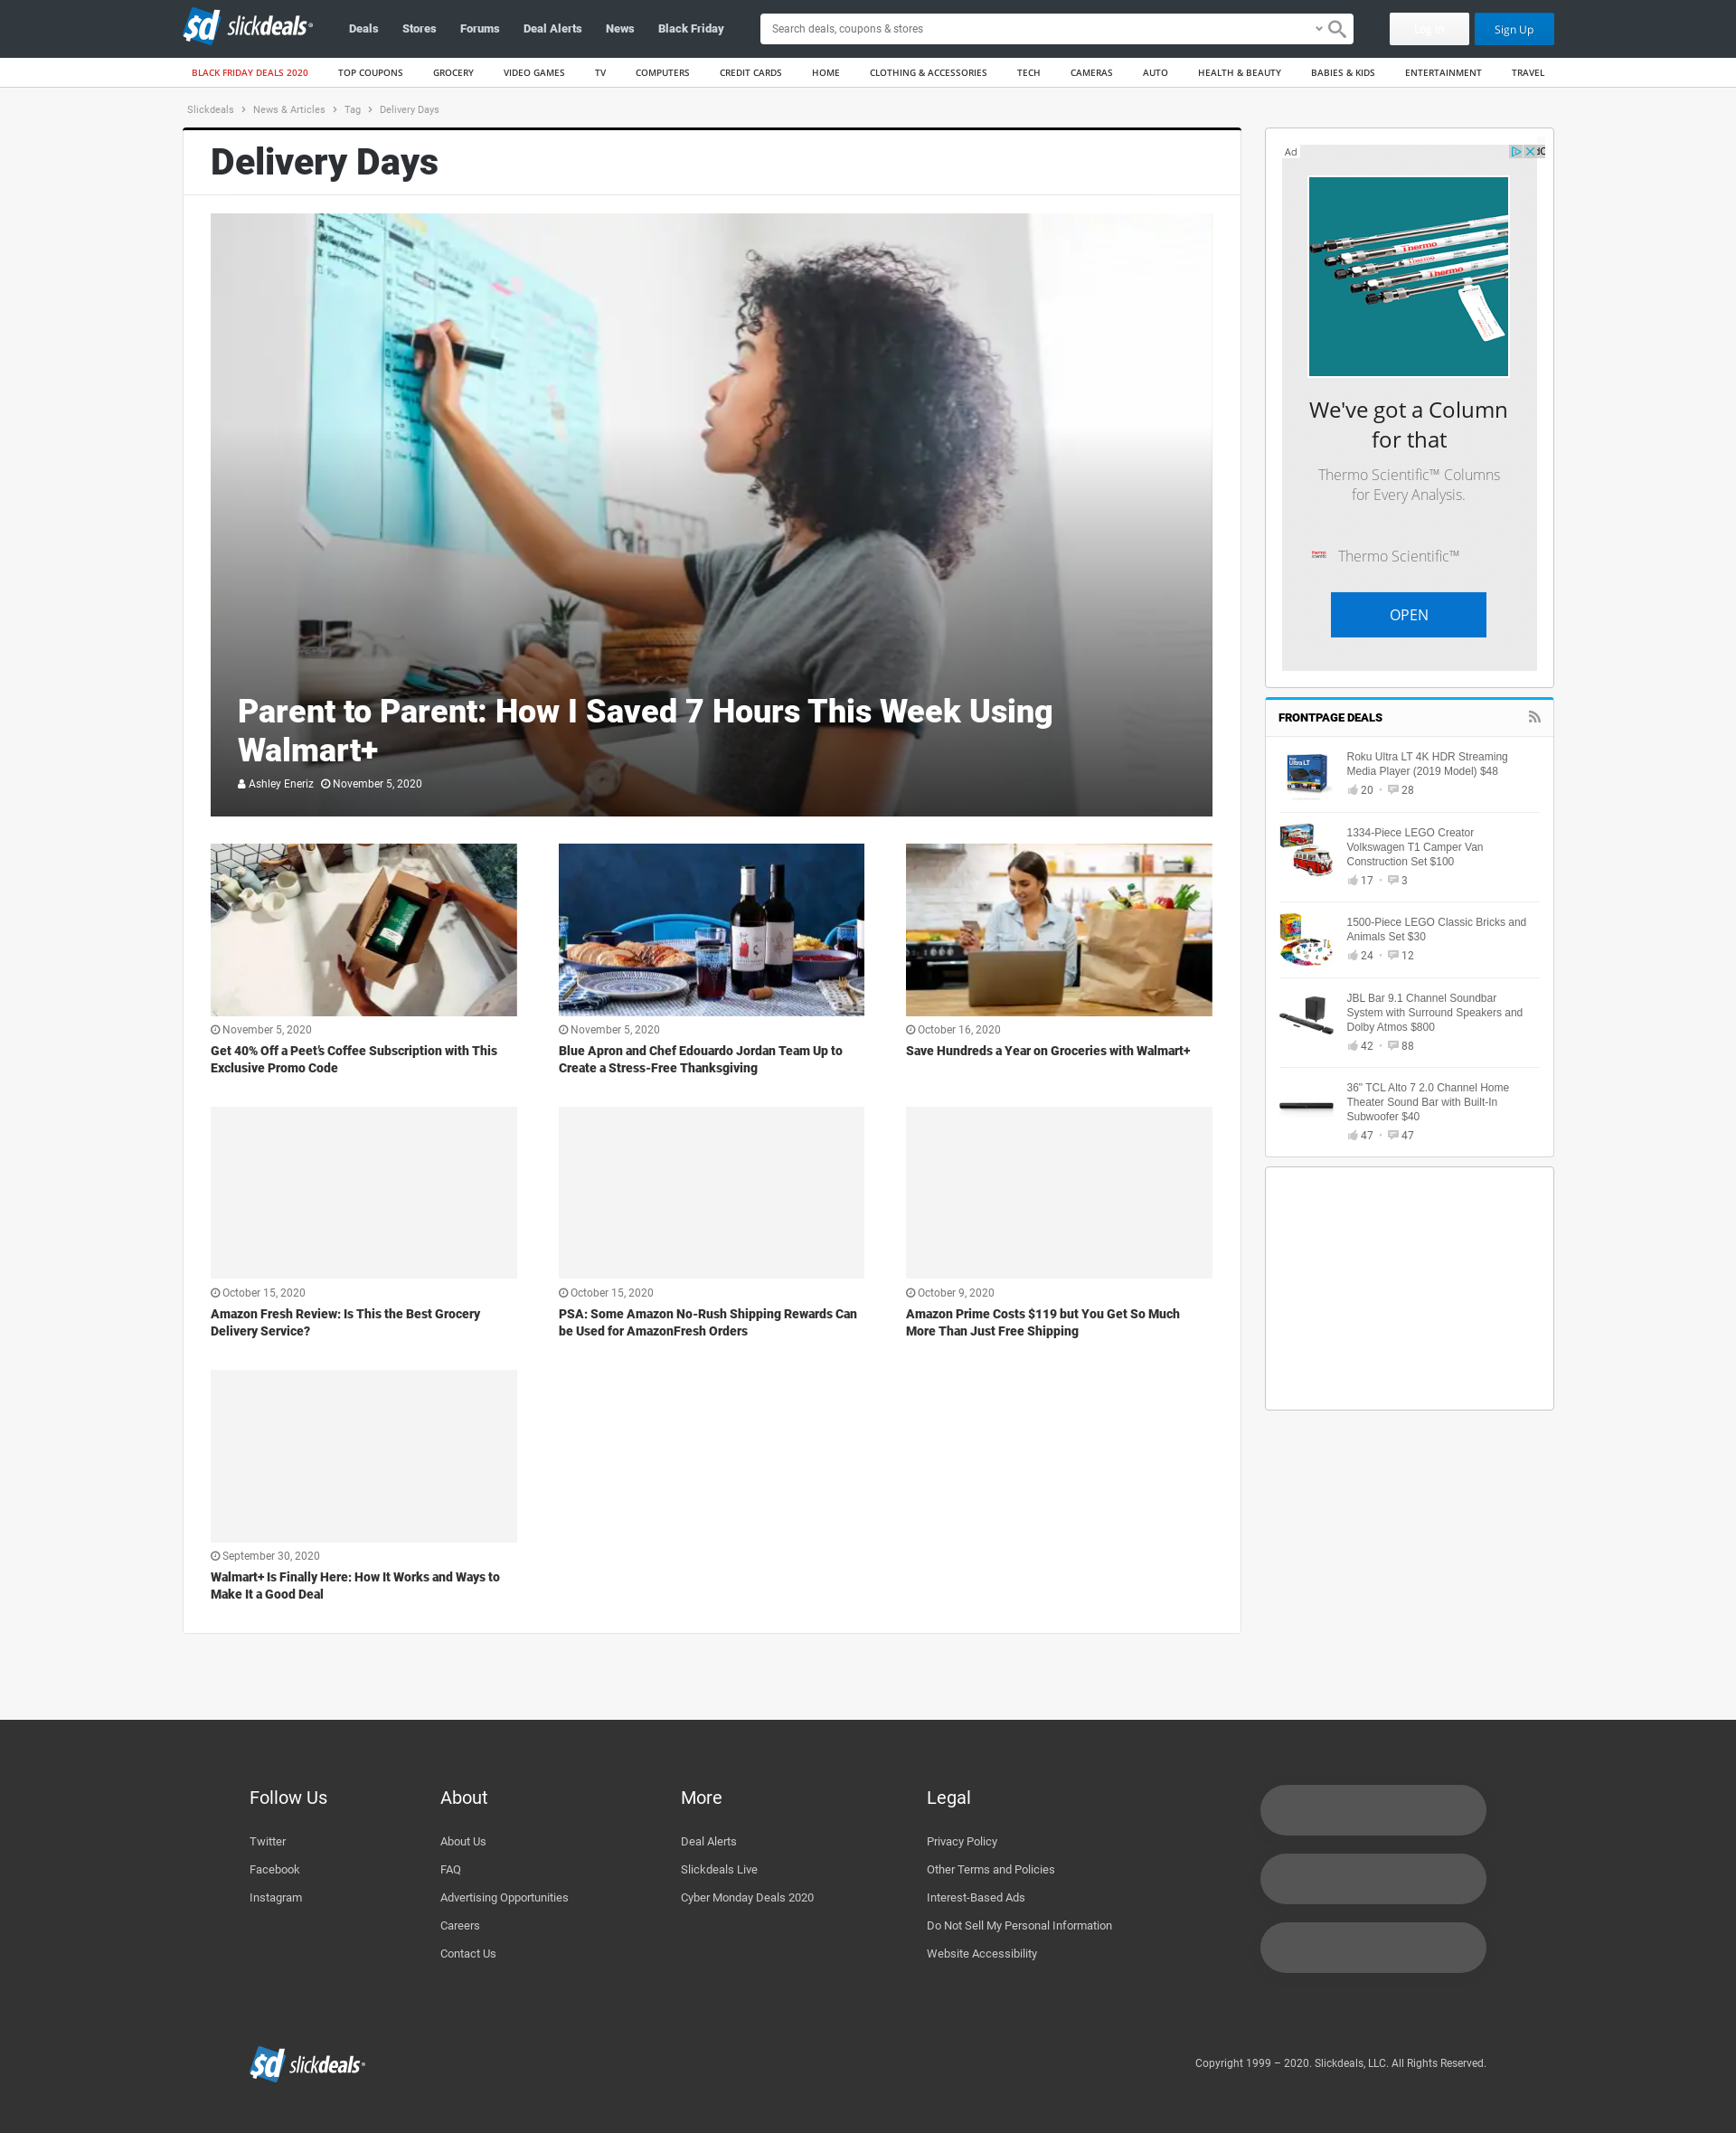 $d slickdeals®
Deals
Stores
Forums
Deal Alerts
News
Black Friday
Search deals, coupons & stores
Log In
Sign Up
BLACK FRIDAY DEALS 2020
TOP COUPONS
GROCERY
VIDEO GAMES
TV
COMPUTERS
CREDIT CARDS
HOME
CLOTHING & ACCESSORIES
TECH
CAMERAS
AUTO
HEALTH & BEAUTY
BABIES & KIDS
ENTERTAINMENT
TRAVEL
Slickdeals > News & Articles > Tag > Delivery Days
Delivery Days
Parent to Parent: How I Saved 7 Hours This Week Using
Walmart+
Ashley Eneriz November 5, 2020
November 5, 2020
Get 40% Off a Peet's Coffee Subscription with This
Exclusive Promo Code
November 5, 2020
Blue Apron and Chef Edouardo Jordan Team Up to
Create a Stress-Free Thanksgiving
October 16, 2020
Save Hundreds a Year on Groceries with Walmart+
October 15, 2020
Amazon Fresh Review: Is This the Best Grocery
Delivery Service?
October 15, 2020
PSA: Some Amazon No-Rush Shipping Rewards Can
be Used for AmazonFresh Orders
October 9, 2020
Amazon Prime Costs $119 but You Get So Much
More Than Just Free Shipping
September 30, 2020
Walmart+ Is Finally Here: How It Works and Ways to
Make It a Good Deal
Ad
Thermo
Thermo
Thermo
We've got a Column
for that
Thermo Scientific™ Columns
for Every Analysis.
Thermo Scientific™
OPEN
FRONTPAGE DEALS
Roku Ultra LT 4K HDR Streaming
Media Player (2019 Model) $48
20 • 28
1334-Piece LEGO Creator
Volkswagen T1 Camper Van
Construction Set $100
17 • 3
1500-Piece LEGO Classic Bricks and
Animals Set $30
24 • 12
JBL Bar 9.1 Channel Soundbar
System with Surround Speakers and
Dolby Atmos $800
42 • 88
36" TCL Alto 7 2.0 Channel Home
Theater Sound Bar with Built-In
Subwoofer $40
47 • 47
Follow Us
Twitter
Facebook
Instagram
About
About Us
FAQ
Advertising Opportunities
Careers
Contact Us
More
Deal Alerts
Slickdeals Live
Cyber Monday Deals 2020
Legal
Privacy Policy
Other Terms and Policies
Interest-Based Ads
Do Not Sell My Personal Information
Website Accessibility
$d slickdeals®
Copyright 1999 – 2020. Slickdeals, LLC. All Rights Reserved.